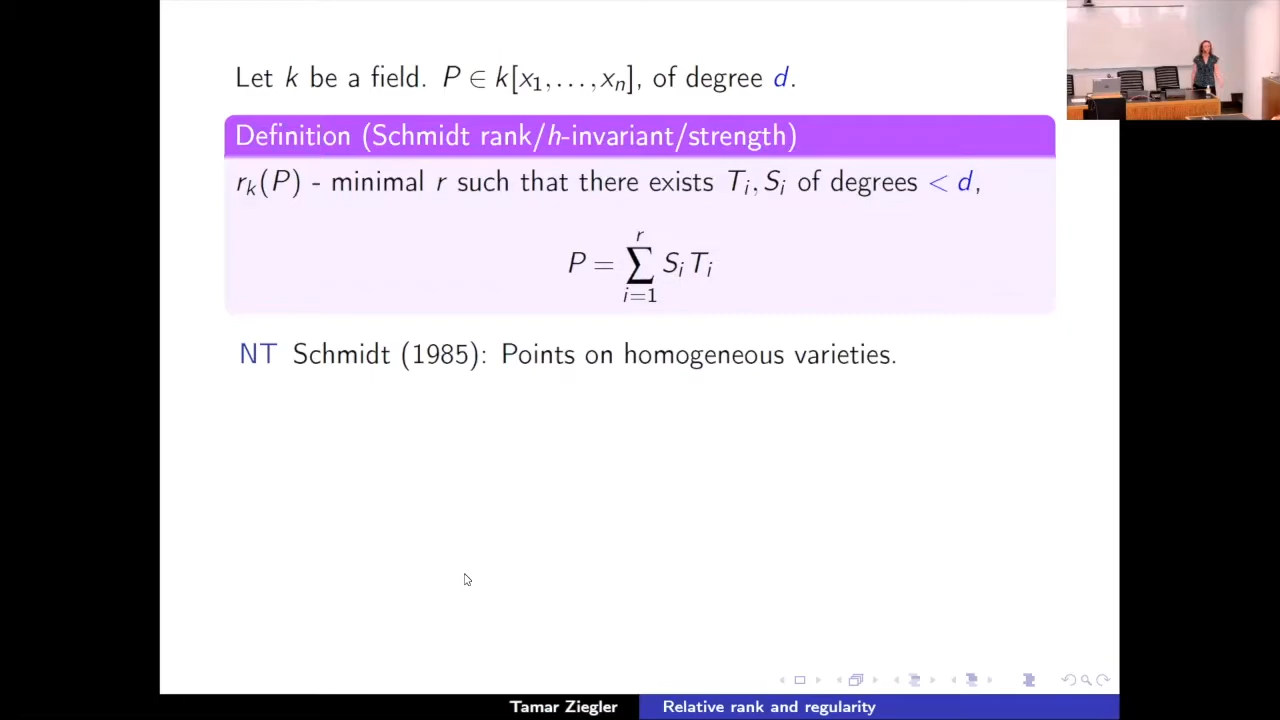 Let k be a field. P ∈ k[x₁, …, xₙ], of degree d.
Definition (Schmidt rank/h-invariant/strength)
rₖ(P) - minimal r such that there exists Tᵢ, Sᵢ of degrees < d,
P = ∑ᵢ₌₁ʳ SᵢTᵢ
NT Schmidt (1985): Points on homogeneous varieties.
Tamar Ziegler Relative rank and regularity